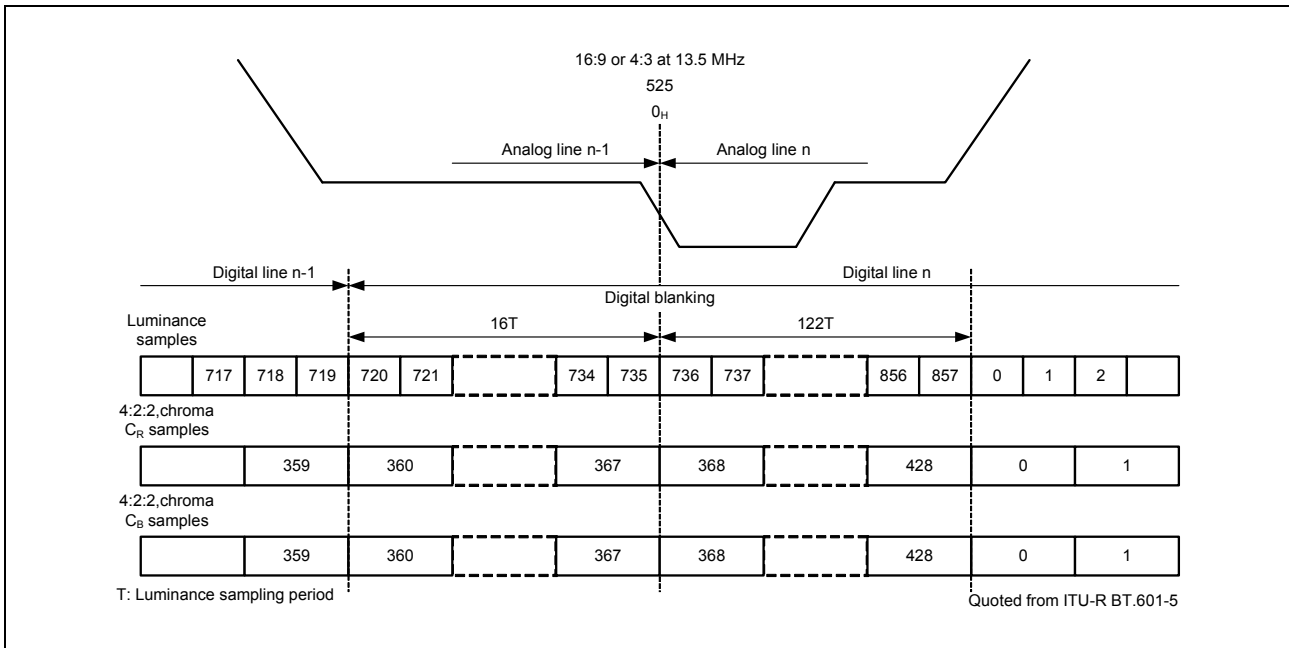 16:9 or 4:3 at 13.5 MHz
525
0H
Analog line n-1 Analog line n
Digital line n-1 Digital line n
Digital blanking
16T 122T
Luminance
samples
717 718 719 720 721 734 735 736 737 856 857 0 1 2
4:2:2,chroma
CR samples
359 360 367 368 428 0 1
4:2:2,chroma
CB samples
359 360 367 368 428 0 1
T: Luminance sampling period Quoted from ITU-R BT.601-5